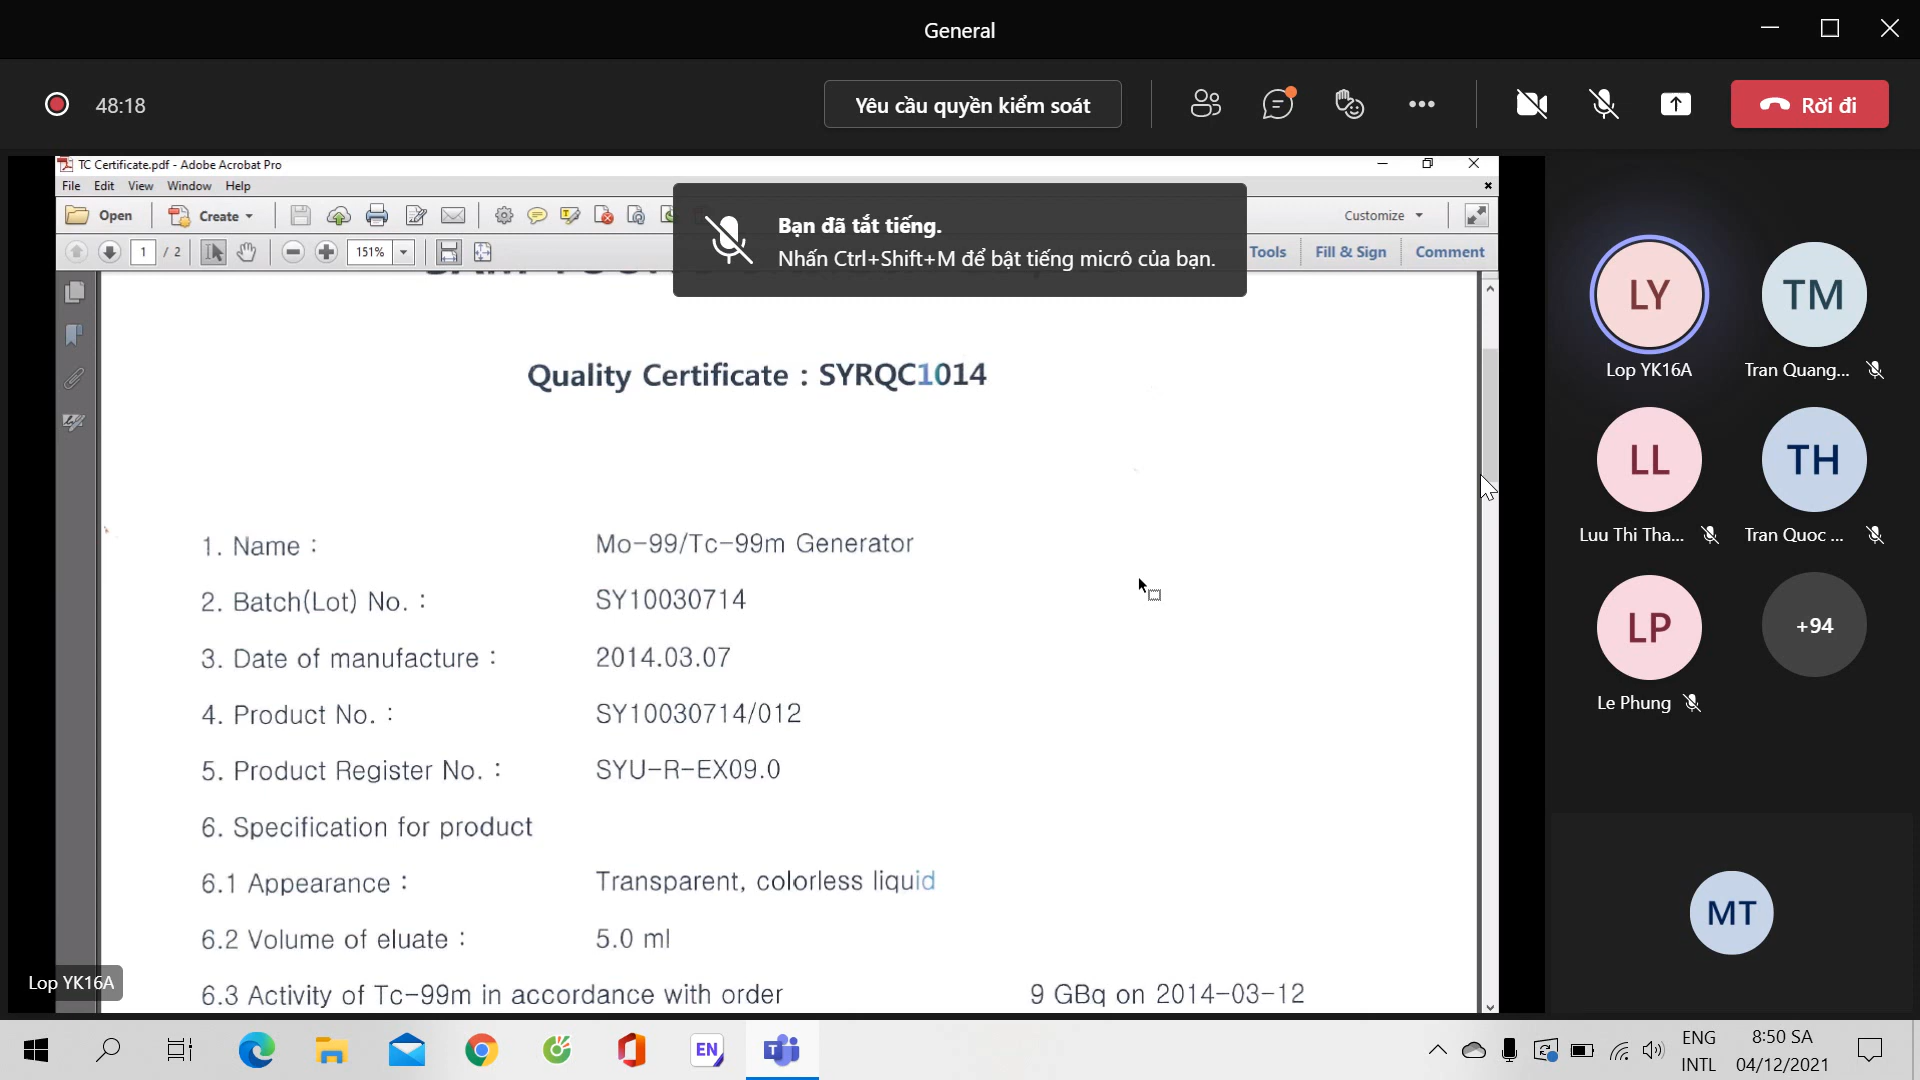 General
48:18
Yêu cầu quyền kiểm soát
Rời đi
TC Certificate.pdf - Adobe Acrobat Pro
File Edit View Window Help
Open Create Customize
1 / 2 151% Tools Fill & Sign Comment
Bạn đã tắt tiếng.
Nhấn Ctrl+Shift+M để bật tiếng micrô của bạn.
Quality Certificate : SYRQC1014
1. Name : Mo-99/Tc-99m Generator
2. Batch(Lot) No. : SY10030714
3. Date of manufacture : 2014.03.07
4. Product No. : SY10030714/012
5. Product Register No. : SYU-R-EX09.0
6. Specification for product
6.1 Appearance : Transparent, colorless liquid
6.2 Volume of eluate : 5.0 ml
6.3 Activity of Tc-99m in accordance with order 9 GBq on 2014-03-12
Lop YK16A
LY TM
Lop YK16A Tran Quang...
LL TH
Luu Thi Tha... Tran Quoc ...
LP +94
Le Phung
MT
EN
T
ENG
INTL
8:50 SA
04/12/2021